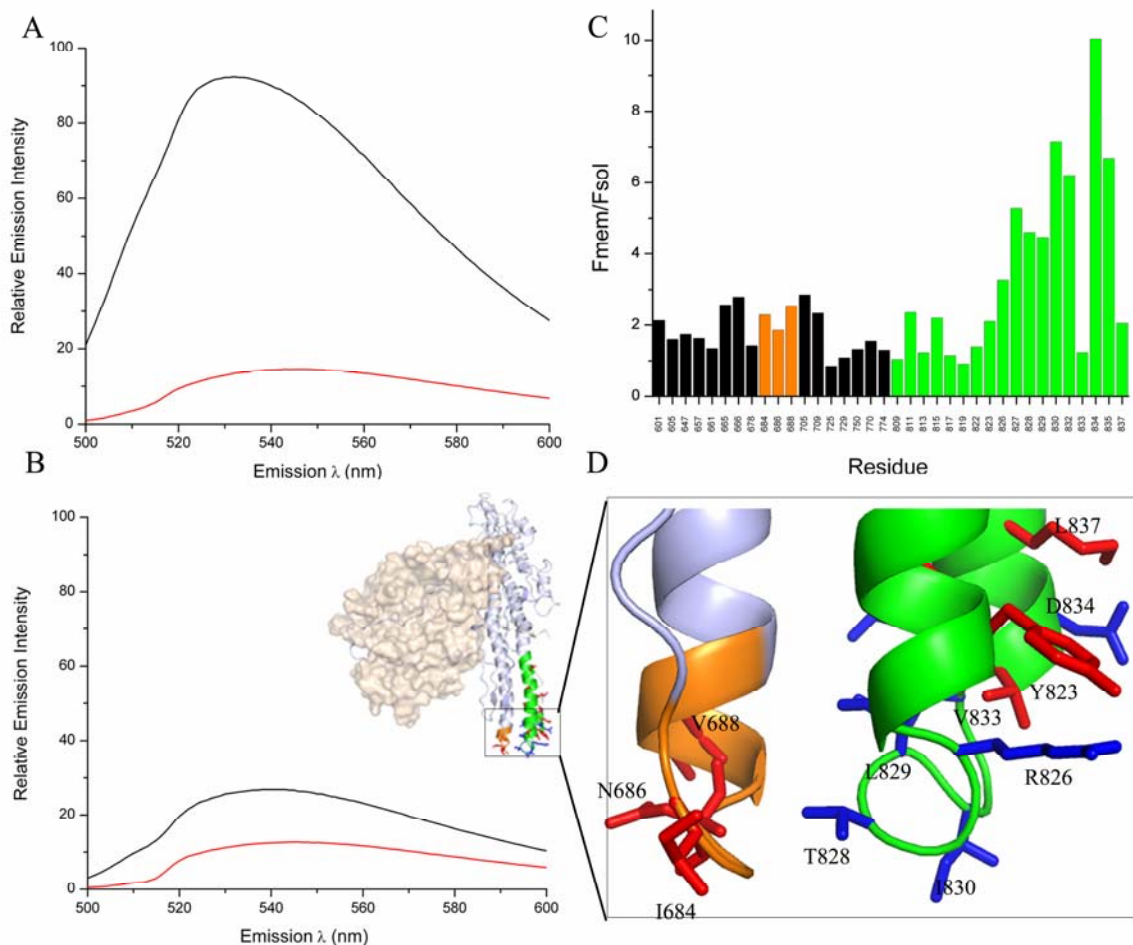 A
100
80
60
40
20
0
Relative Emission Intensity
500 520 540 560 580 600
Emission λ (nm)
B
100
80
60
40
20
0
Relative Emission Intensity
500 520 540 560 580 600
Emission λ (nm)
C
10
8
6
4
2
0
Fmem/Fsol
601 605 647 657 661 665 666 678 684 686 688 705 709 725 729 750 770 774 809 811 813 815 817 819 822 823 826 827 828 829 830 832 833 834 835 837
Residue
D
L837
D834
Y823
V833
V688
L829
R826
N686
T828
I830
I684